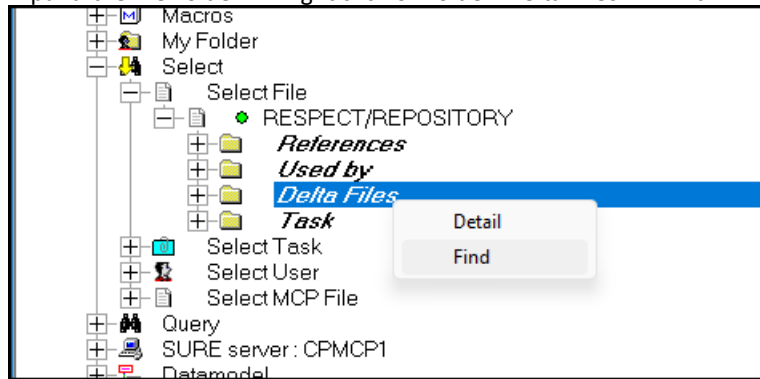 Macros
My Folder
Select
Select File
RESPECT/REPOSITORY
References
Used by
Delta Files
Task
Detail
Find
Select Task
Select User
Select MCP File
Query
SURE server : CPMCP1
Datamodel